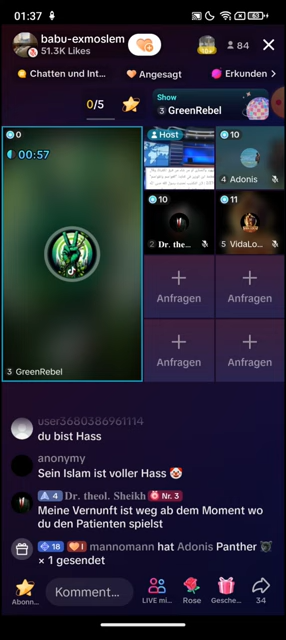 01:37
63
babu-exmoslem
51.3K Likes
84
Chatten und Int...
Angesagt
Erkunden
0/5
Show
3 GreenRebel
0
00:57
3 GreenRebel
Host
10
4 Adonis
10
2 Dr. the...
11
5 VidaLo...
Anfragen
Anfragen
Anfragen
Anfragen
user3680386961114
du bist Hass
anonymy
Sein Islam ist voller Hass 🤡
4 Dr. theol. Sheikh Nr. 3
Meine Vernunft ist weg ab dem Moment wo
du den Patienten spielst
18 I mannomann hat Adonis Panther
× 1 gesendet
Abonn...
Komment...
LIVE mi...
Rose
Gesche...
34